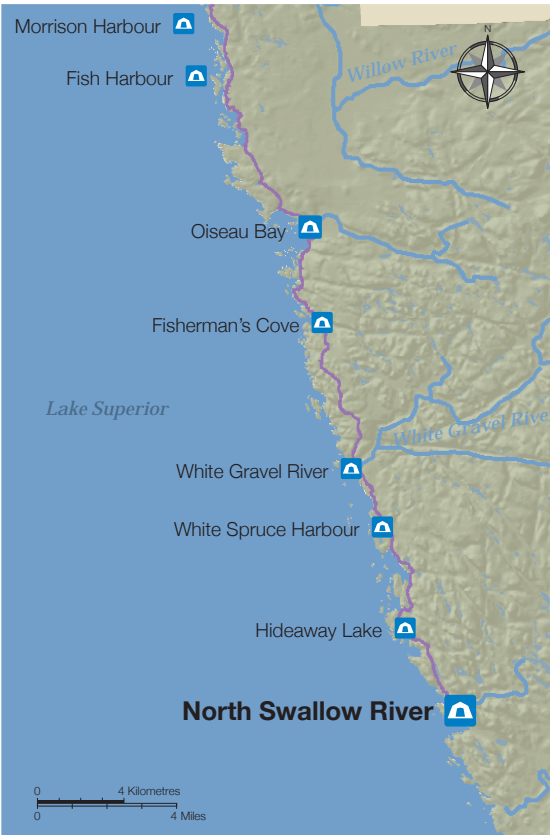 Morrison Harbour
N
Willow River
Fish Harbour
Oiseau Bay
Fisherman's Cove
Lake Superior
White Gravel Rive
White Gravel River
White Spruce Harbour
Hideaway Lake
North Swallow River
0 4 Kilometres
0 4 Miles